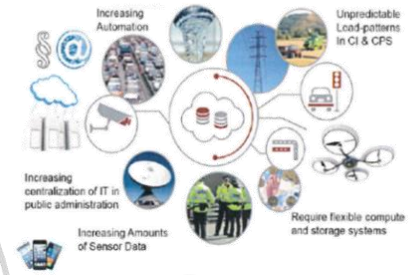 Increasing
Automation
Unpredictable
Load-patterns
In CI & CPS
§
@
Increasing
centralization of IT in
public administration
Require flexible compute
and storage systems
Increasing Amounts
of Sensor Data